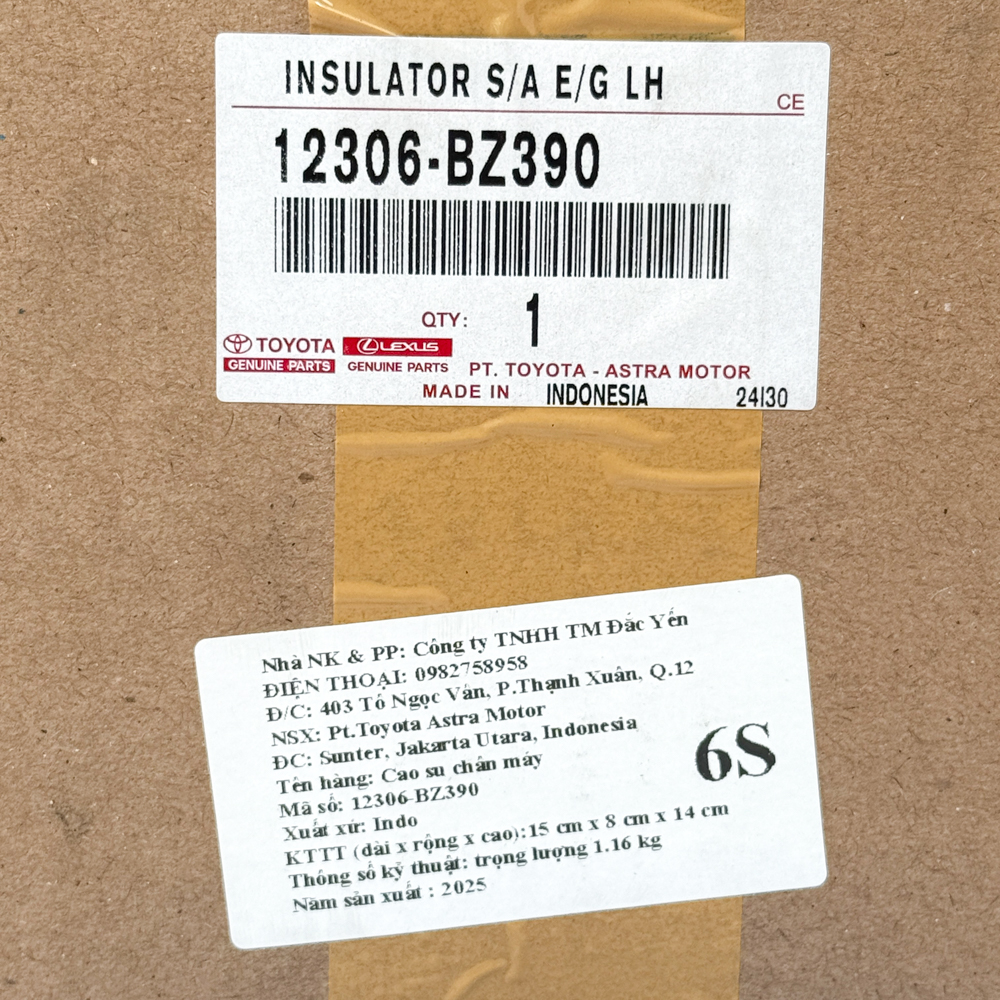 INSULATOR S/A E/G LH
CE
12306-BZ390
QTY: 1
TOYOTA LEXUS
GENUINE PARTS GENUINE PARTS PT. TOYOTA - ASTRA MOTOR
MADE IN INDONESIA 24I30
Nhà NK & PP: Công ty TNHH TM Đắc Yến
ĐIỆN THOẠI: 0982758958
Đ/C: 403 Tô Ngọc Vân, P.Thạnh Xuân, Q.12
NSX: Pt.Toyota Astra Motor
ĐC: Sunter, Jakarta Utara, Indonesia
Tên hàng: Cao su chân máy
6S
Mã số: 12306-BZ390
Xuất xứ: Indo
KTTT (dài x rộng x cao):15 cm x 8 cm x 14 cm
Thông số kỹ thuật: trọng lượng 1.16 kg
Năm sản xuất : 2025